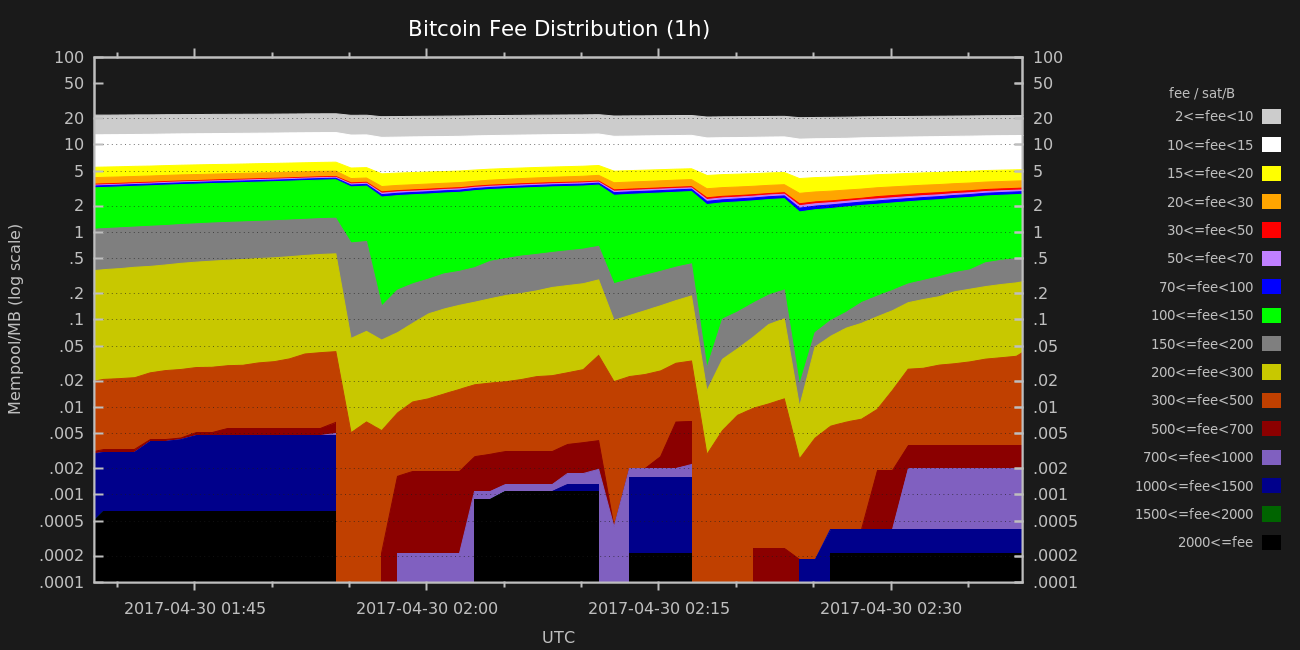 Bitcoin Fee Distribution (1h)
Mempool/MB (log scale)
100
50
20
10
5
2
1
.5
.2
.1
.05
.02
.01
.005
.002
.001
.0005
.0002
.0001
100
50
20
10
5
2
1
.5
.2
.1
.05
.02
.01
.005
.002
.001
.0005
.0002
.0001
fee / sat/B
2<=fee<10
10<=fee<15
15<=fee<20
20<=fee<30
30<=fee<50
50<=fee<70
70<=fee<100
100<=fee<150
150<=fee<200
200<=fee<300
300<=fee<500
500<=fee<700
700<=fee<1000
1000<=fee<1500
1500<=fee<2000
2000<=fee
2017-04-30 01:45 2017-04-30 02:00 2017-04-30 02:15 2017-04-30 02:30
UTC